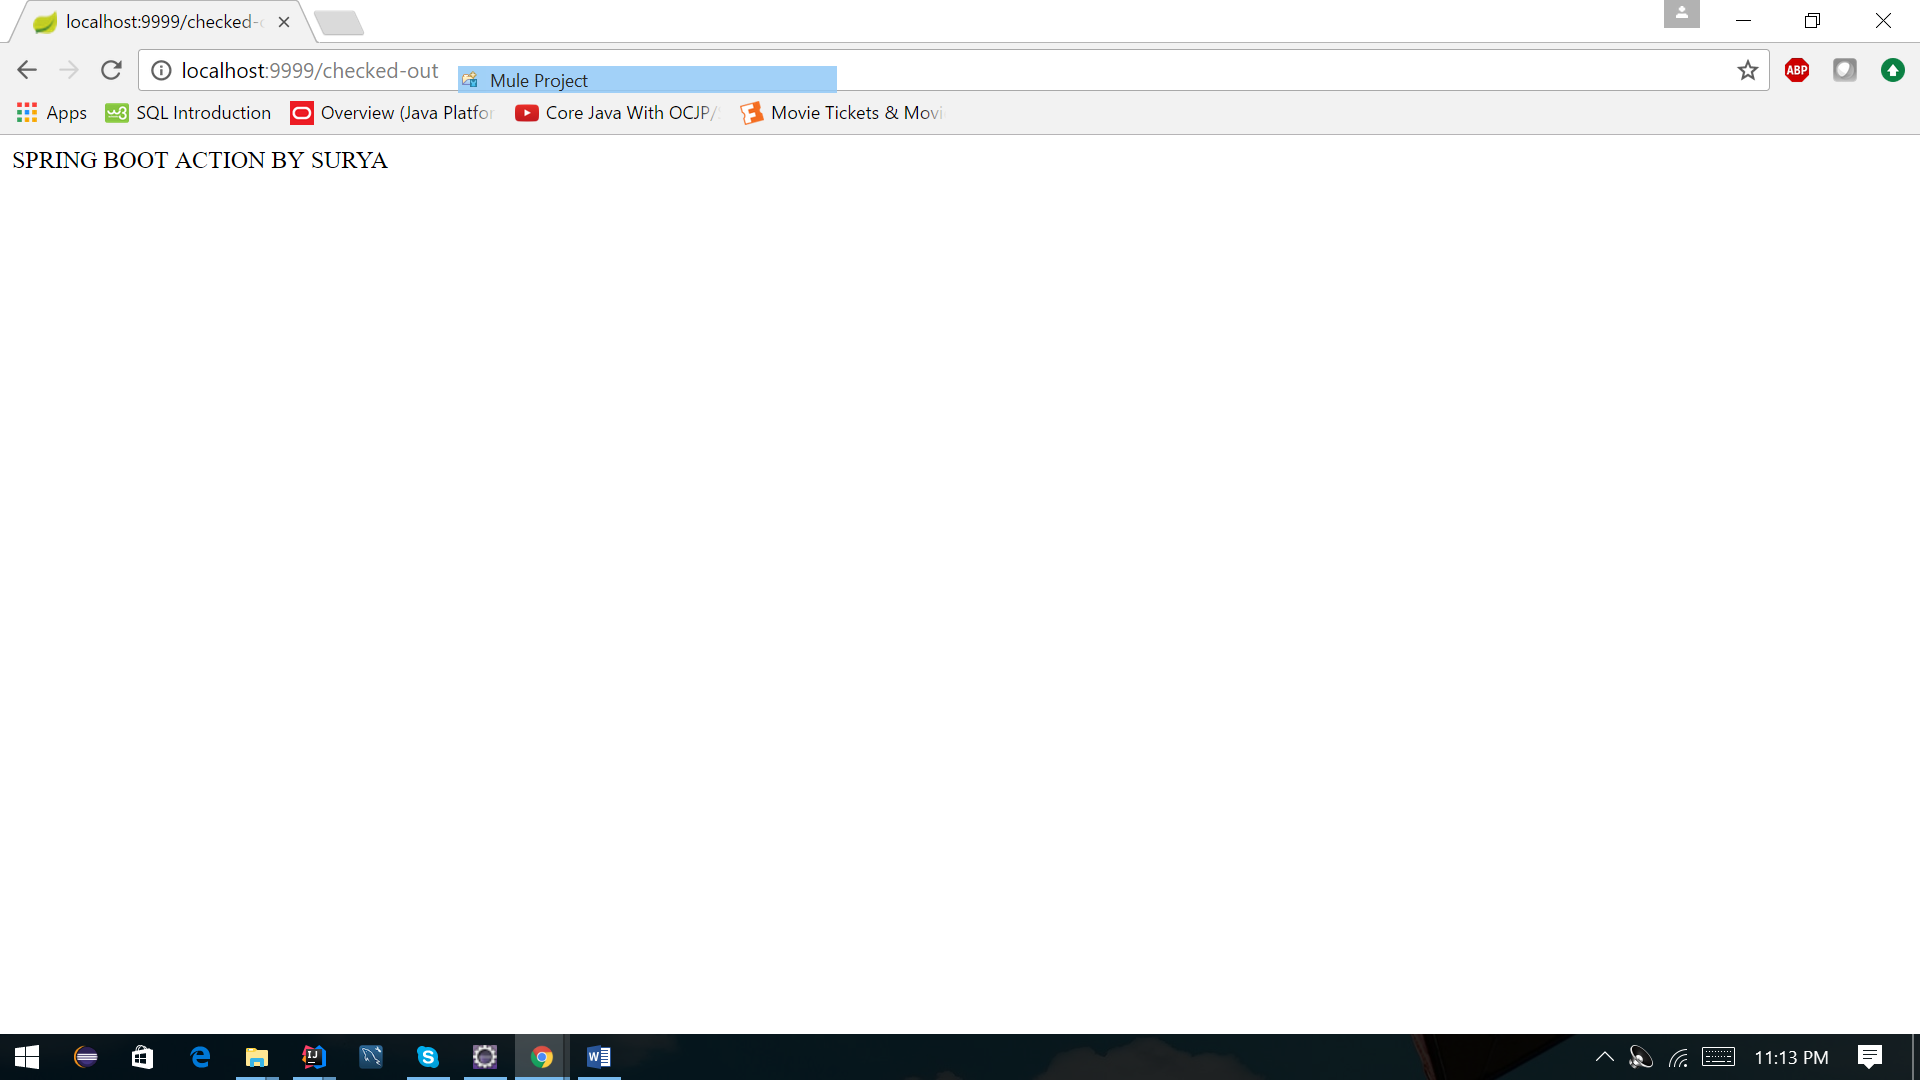 localhost:9999/checked-
localhost:9999/checked-out
Mule Project
Apps
SQL Introduction
Overview (Java Platfor
Core Java With OCJP/
Movie Tickets & Movi
ABP
SPRING BOOT ACTION BY SURYA
11:13 PM